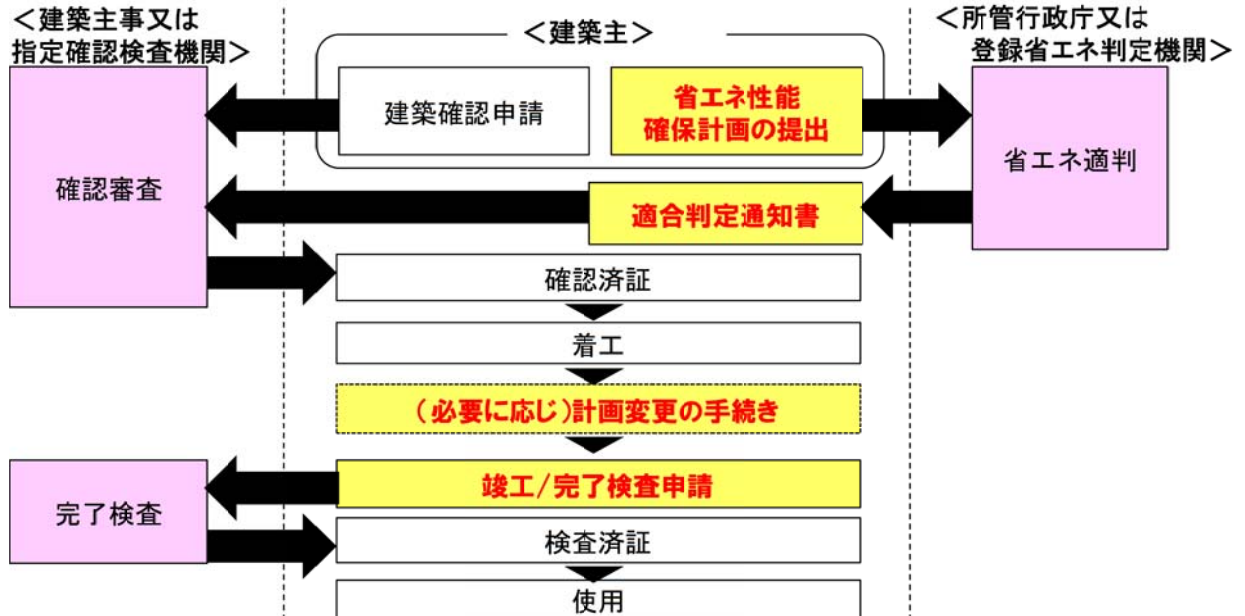 ＜建築主事又は
指定確認検査機関＞
＜建築主＞
＜所管行政庁又は
登録省エネ判定機関＞
建築確認申請
省エネ性能
確保計画の提出
確認審査
省エネ適判
適合判定通知書
確認済証
着工
（必要に応じ）計画変更の手続き
竣工/完了検査申請
完了検査
検査済証
使用